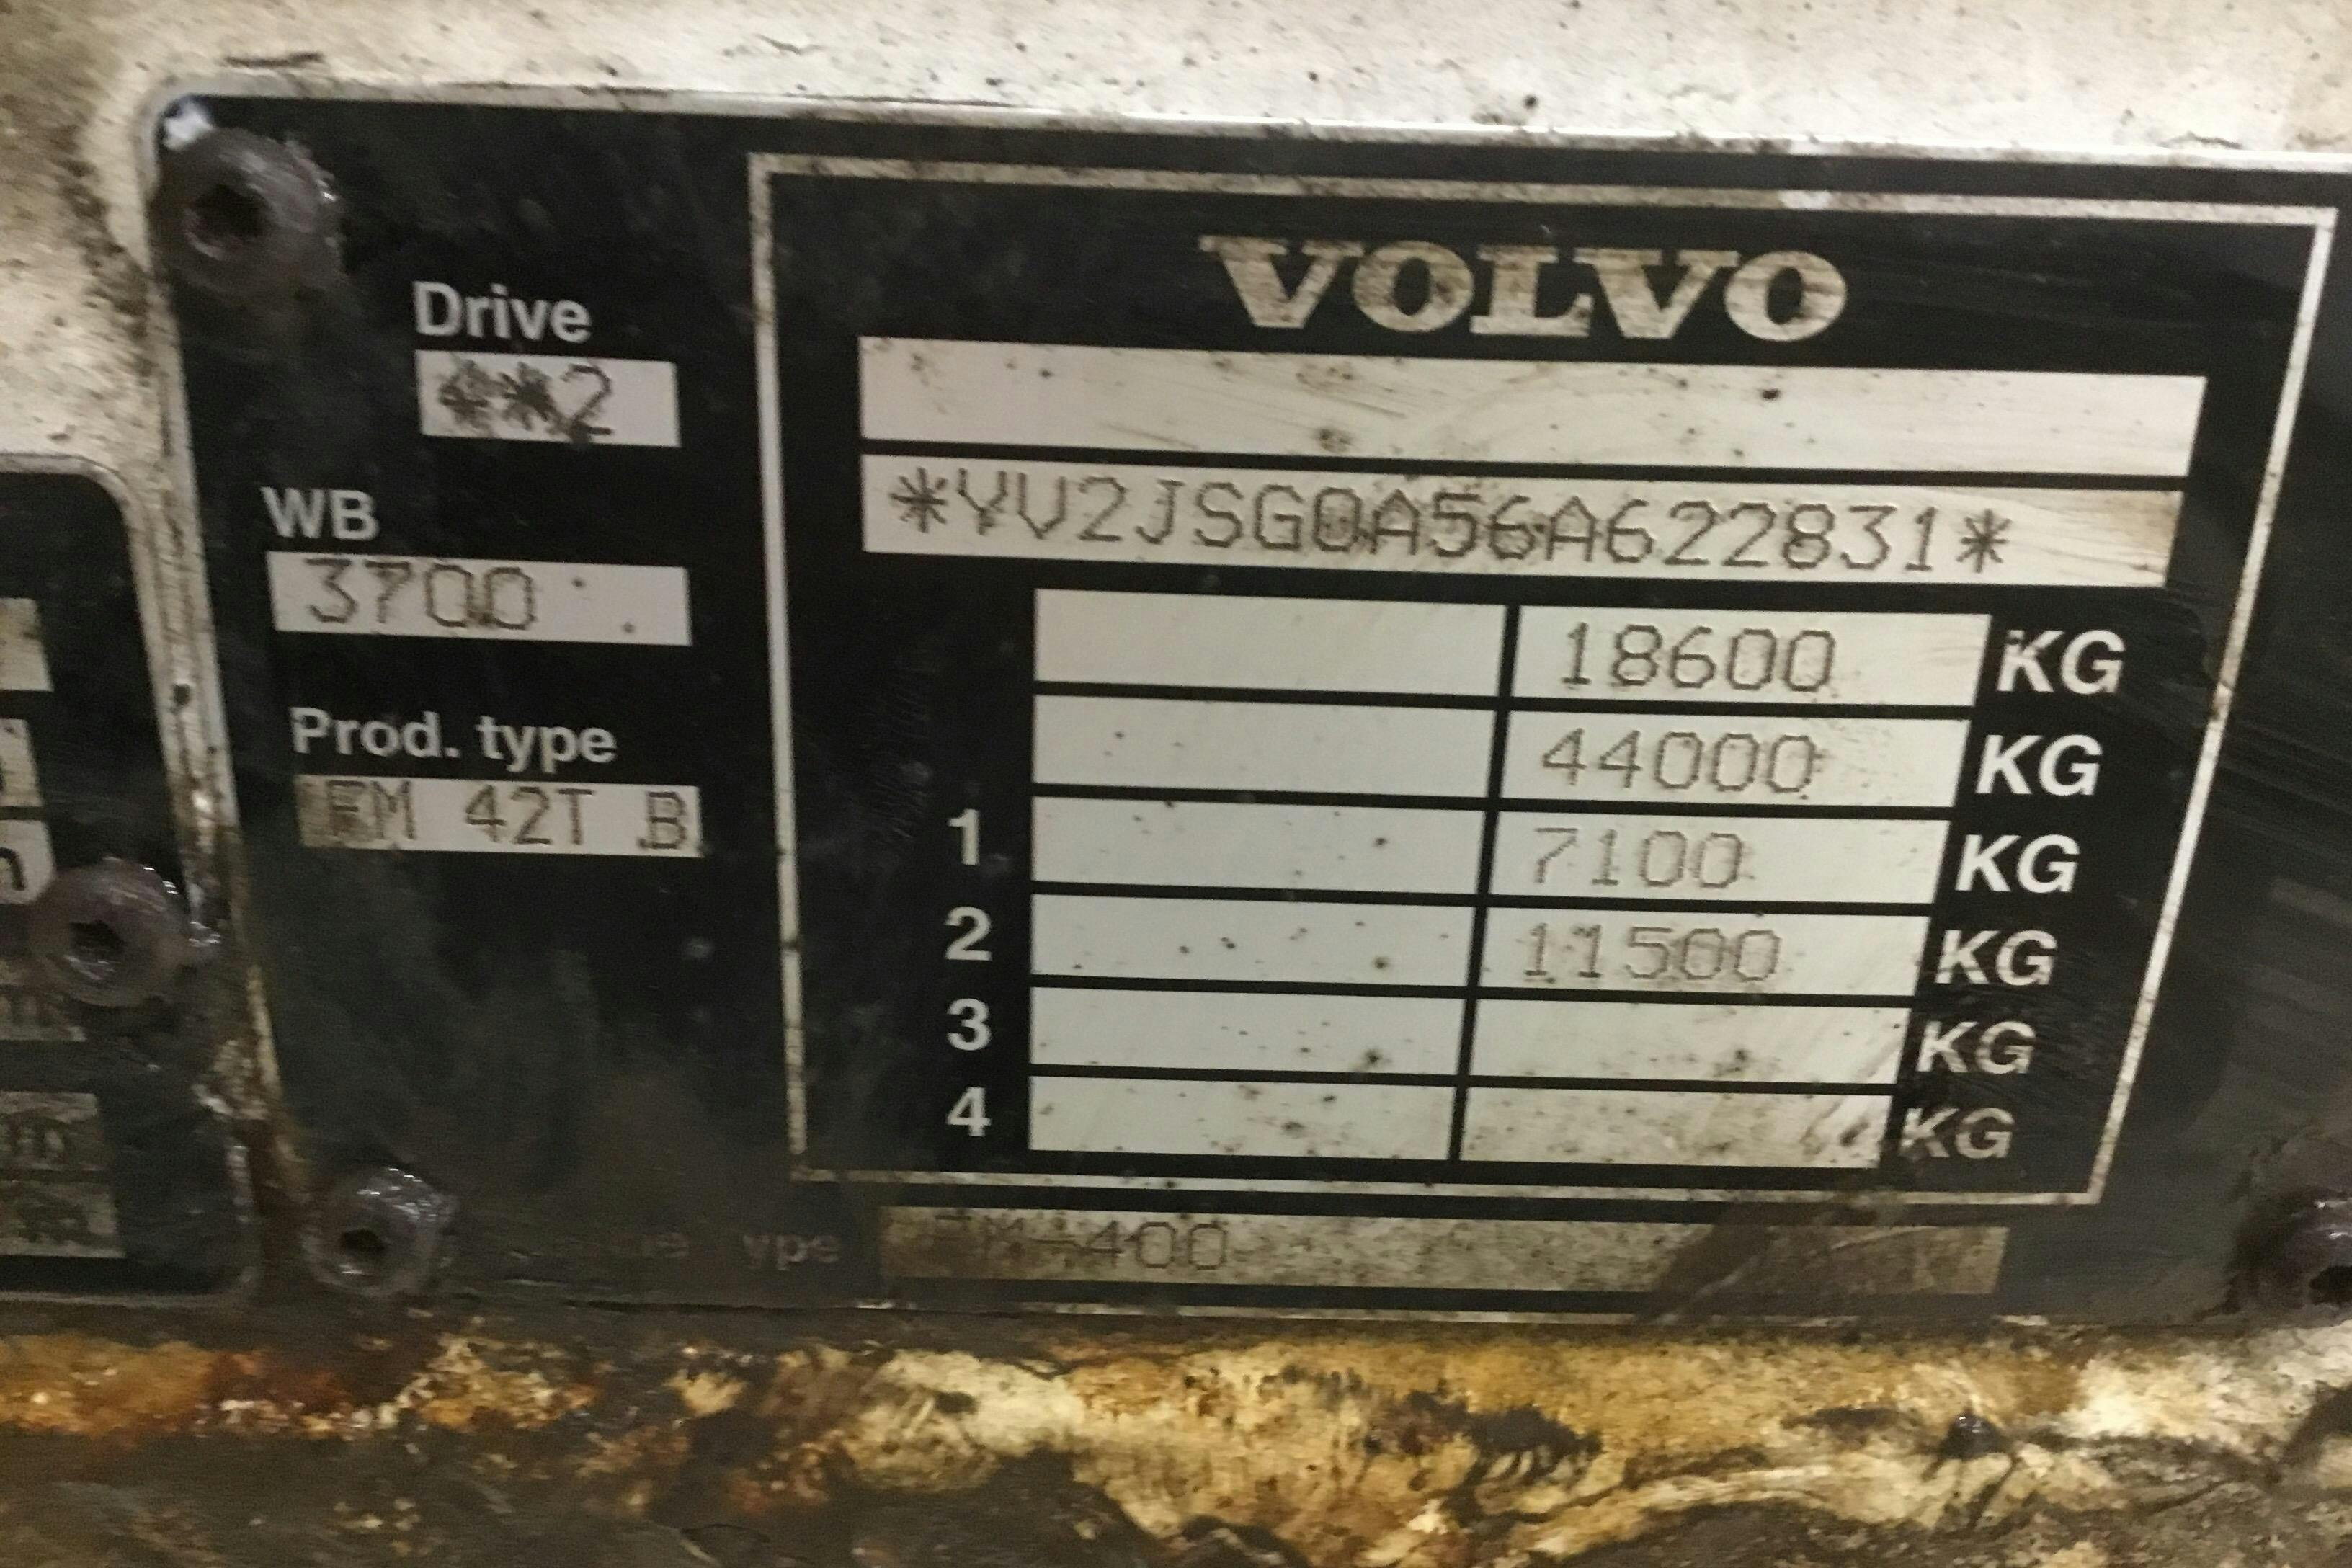 VOLVO
Drive
4*2
*YV2JSG0A56A622831*
WB
3700
18600 KG
44000 KG
Prod. type
FM 42T B
1 7100 KG
2 11500 KG
3 KG
4 KG
400